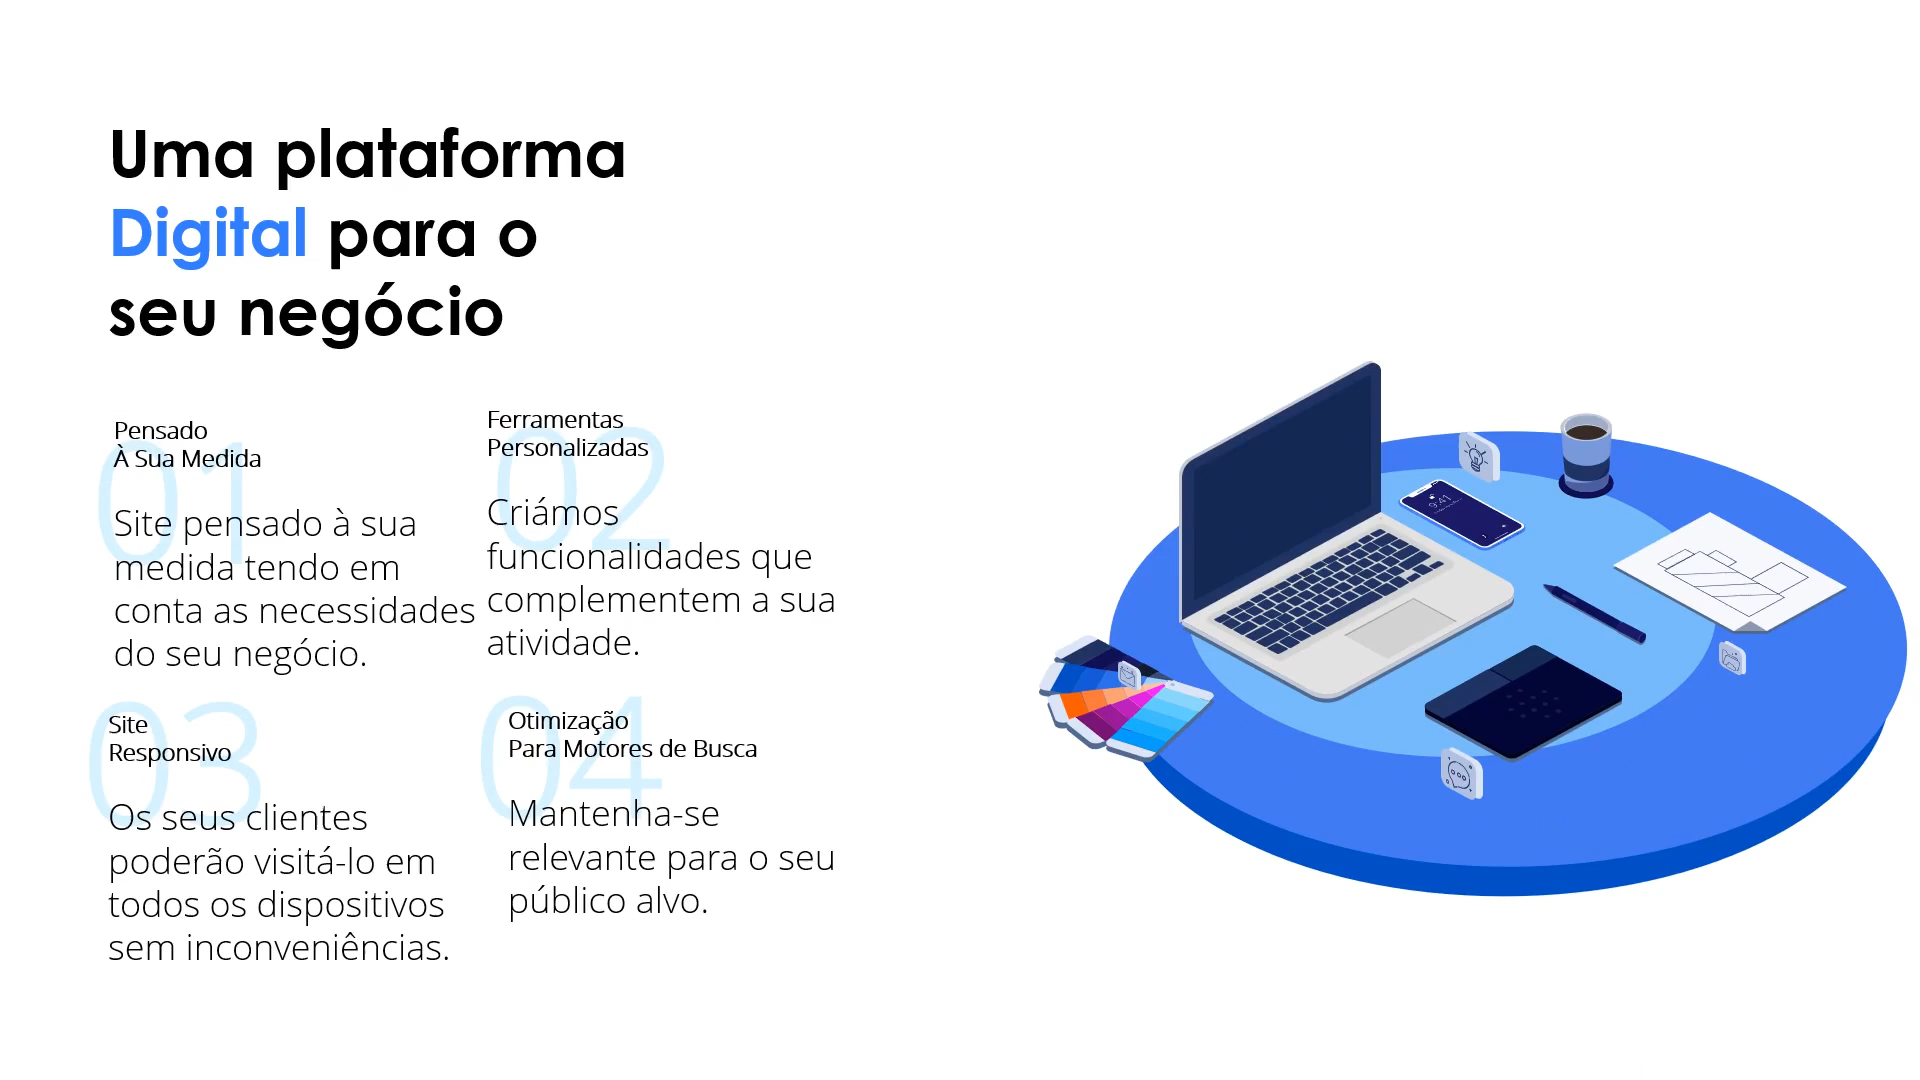 Uma plataforma
Digital para o
seu negócio
01
Pensado
À Sua Medida
Site pensado à sua
medida tendo em
conta as necessidades
do seu negócio.
02
Ferramentas
Personalizadas
Criámos
funcionalidades que
complementem a sua
atividade.
03
Site
Responsivo
Os seus clientes
poderão visitá-lo em
todos os dispositivos
sem inconveniências.
04
Otimização
Para Motores de Busca
Mantenha-se
relevante para o seu
público alvo.
9:41